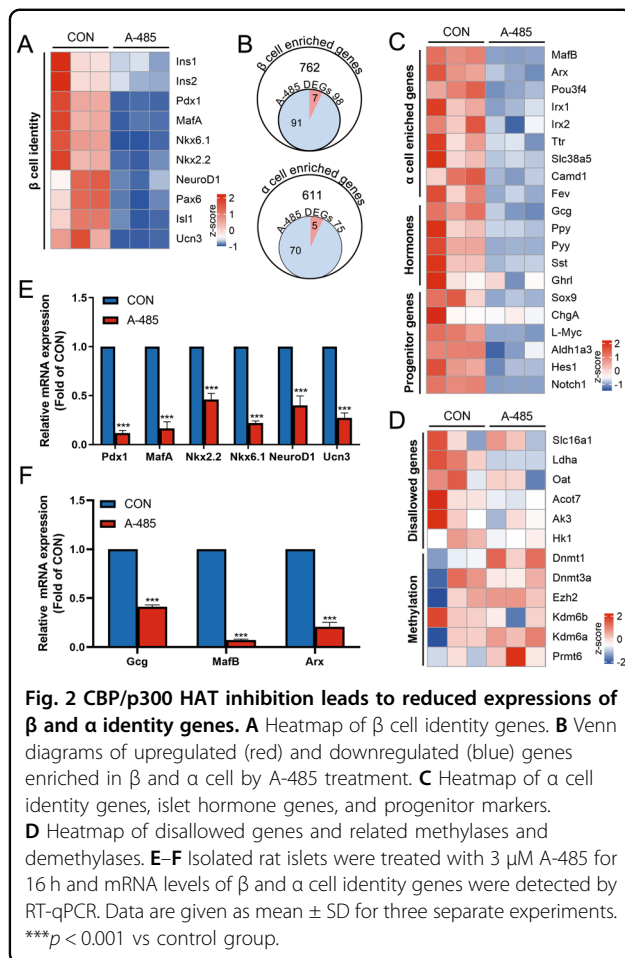 A
CON A-485
β cell identity
Ins1
Ins2
Pdx1
MafA
Nkx6.1
Nkx2.2
NeuroD1
Pax6
Isl1
Ucn3
z-score
2
1
0
-1
B
β cell enriched genes
762
A-485 DEGs 98
7
91
α cell enriched genes
611
A-485 DEGs 75
5
70
C
CON A-485
α cell eniched genes
Hormones
Progenitor genes
MafB
Arx
Pou3f4
Irx1
Irx2
Ttr
Slc38a5
Camd1
Fev
Gcg
Ppy
Pyy
Sst
Ghrl
Sox9
ChgA
L-Myc
Aldh1a3
Hes1
Notch1
z-score
2
1
0
-1
E
Relative mRNA expression
(Fold of CON)
1.5
1.0
0.5
0.0
CON
A-485
*** *** *** *** *** ***
Pdx1 MafA Nkx2.2 Nkx6.1 NeuroD1 Ucn3
F
Relative mRNA expression
(Fold of CON)
1.5
1.0
0.5
0.0
CON
A-485
*** *** ***
Gcg MafB Arx
D
CON A-485
Disallowed genes
Methylation
Slc16a1
Ldha
Oat
Acot7
Ak3
Hk1
Dnmt1
Dnmt3a
Ezh2
Kdm6b
Kdm6a
Prmt6
z-score
2
1
0
-1
-2
Fig. 2 CBP/p300 HAT inhibition leads to reduced expressions of
β and α identity genes. A Heatmap of β cell identity genes. B Venn
diagrams of upregulated (red) and downregulated (blue) genes
enriched in β and α cell by A-485 treatment. C Heatmap of α cell
identity genes, islet hormone genes, and progenitor markers.
D Heatmap of disallowed genes and related methylases and
demethylases. E–F Isolated rat islets were treated with 3 μM A-485 for
16 h and mRNA levels of β and α cell identity genes were detected by
RT-qPCR. Data are given as mean ± SD for three separate experiments.
***p < 0.001 vs control group.